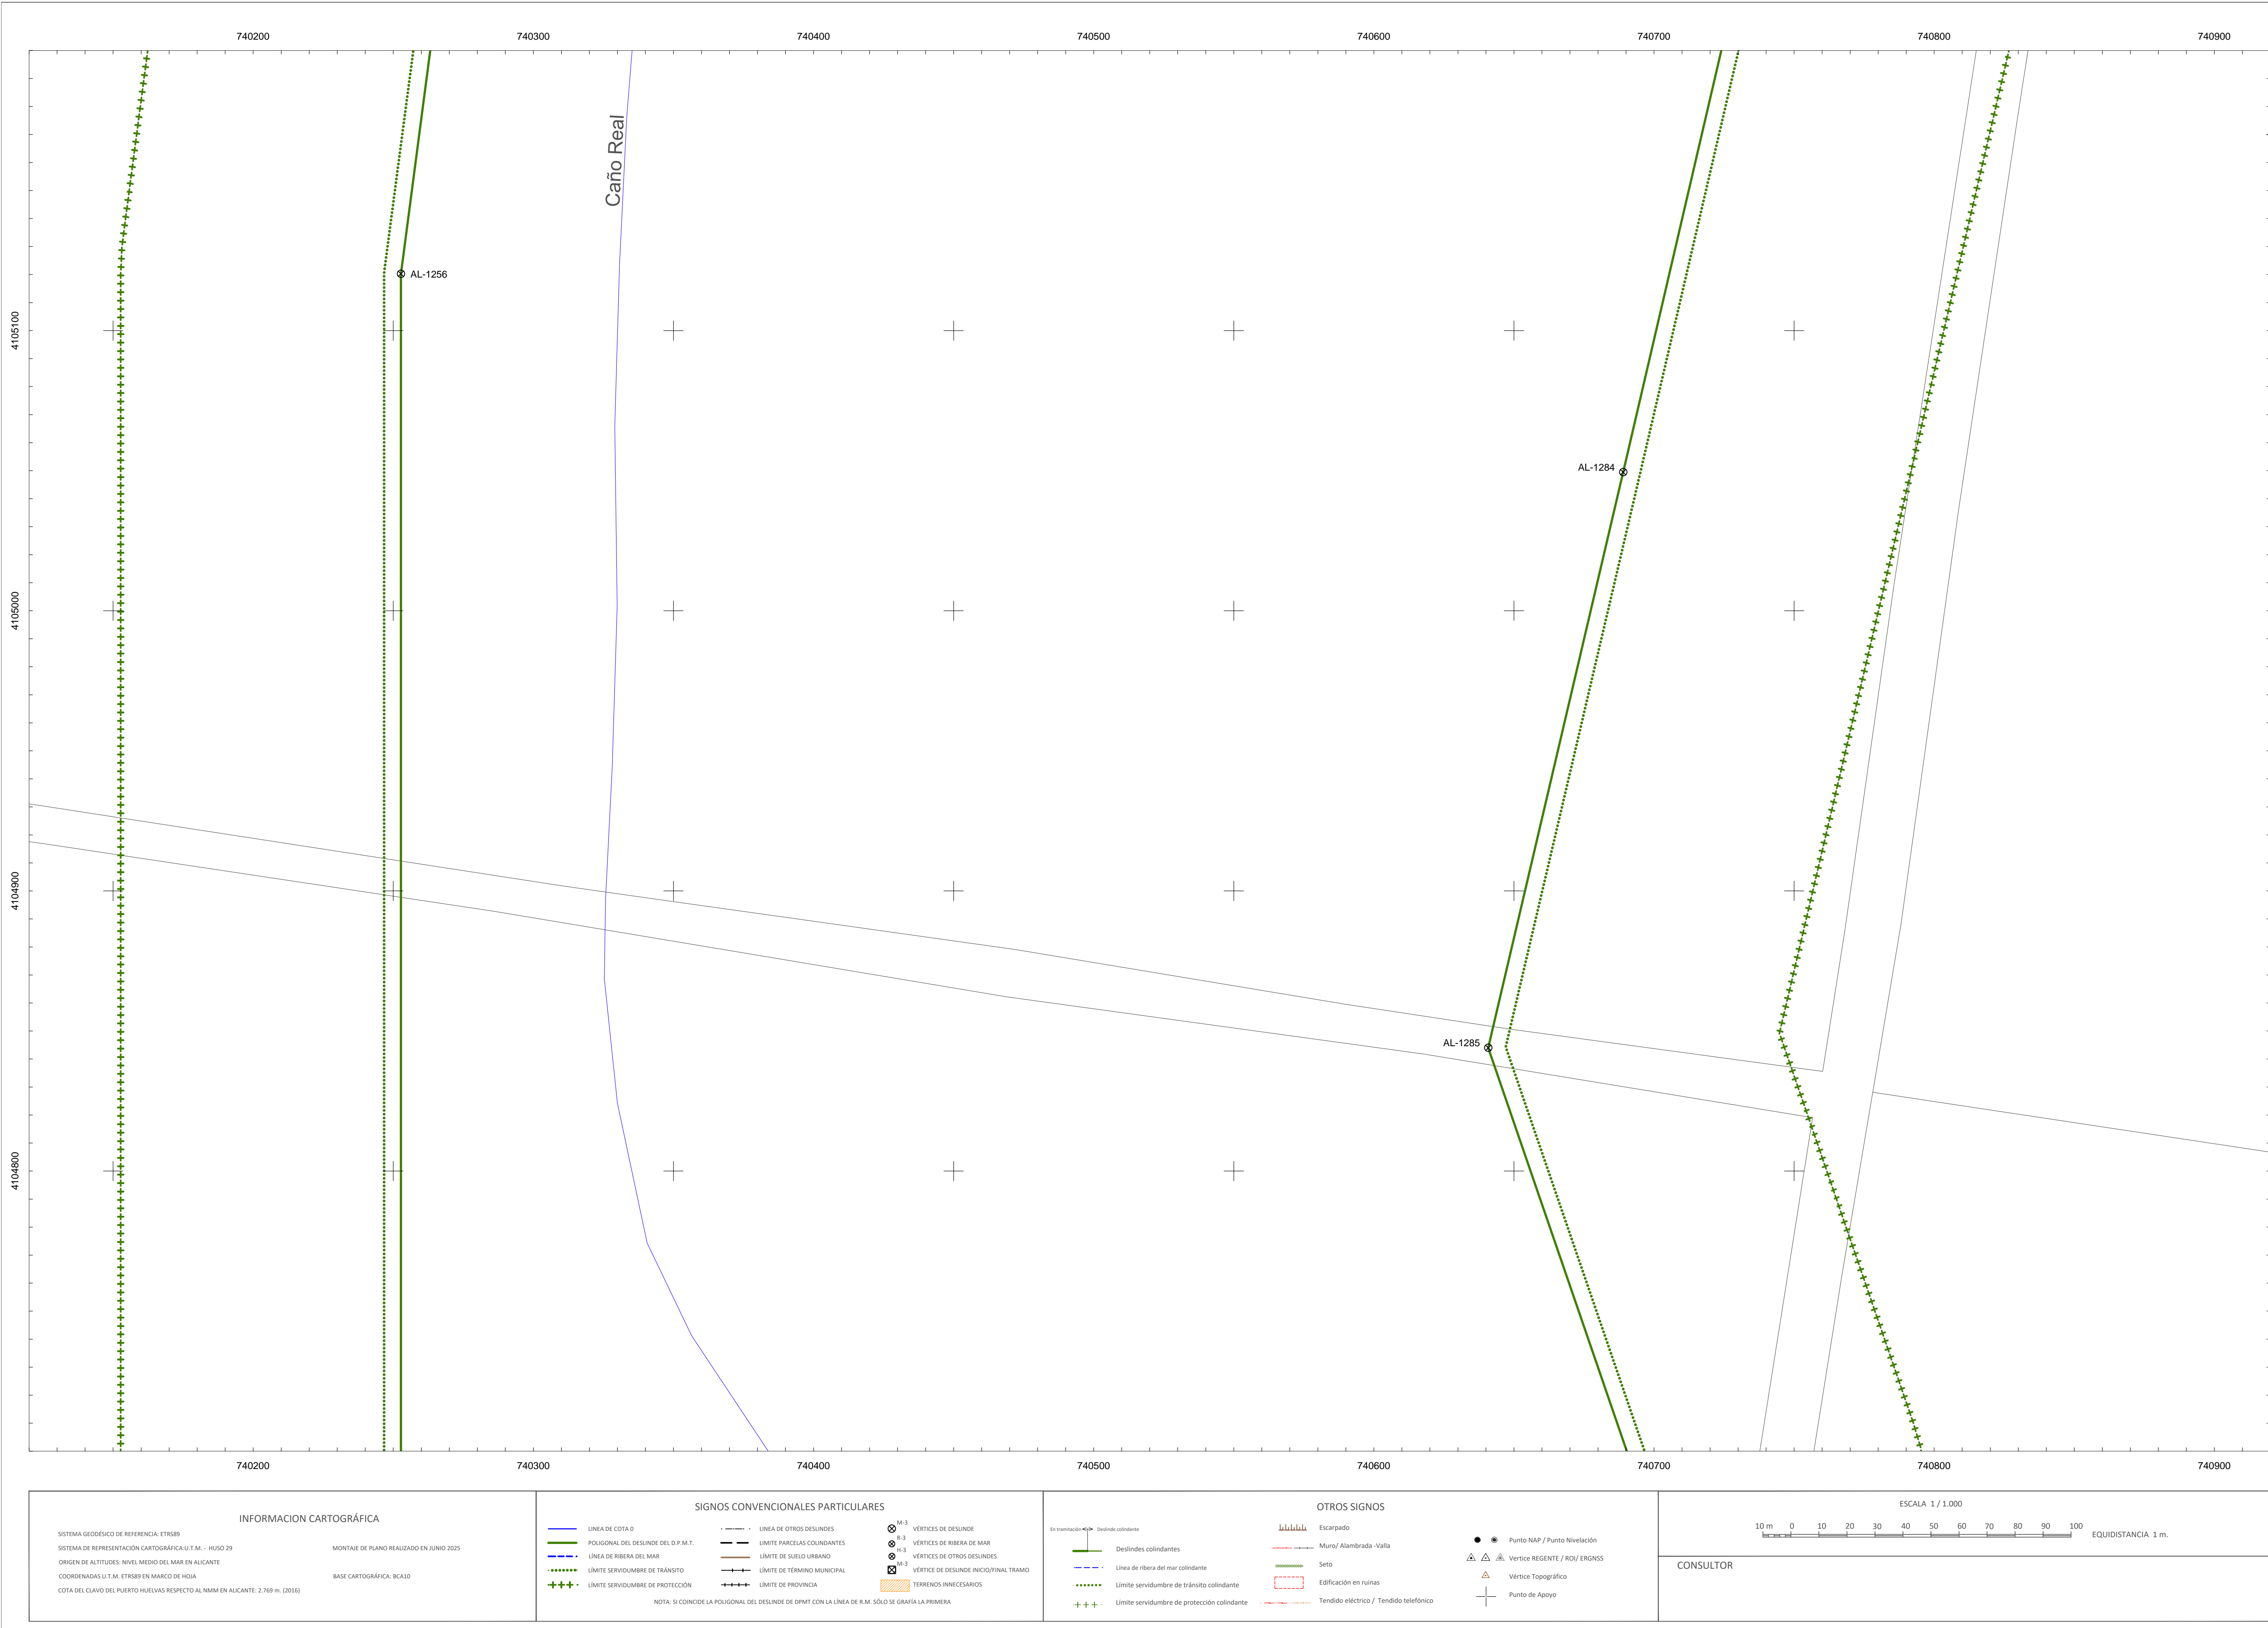 740200 740300 740400 740500 740600 740700 740800 740900
Caño Real
AL-1256
4105100
AL-1284
4105000
4104900
AL-1285
4104800
740200 740300 740400 740500 740600 740700 740800 740900
INFORMACION CARTOGRÁFICA
SISTEMA GEODÉSICO DE REFERENCIA: ETRS89
SISTEMA DE REPRESENTACIÓN CARTOGRÁFICA:U.T.M. - HUSO 29
MONTAJE DE PLANO REALIZADO EN JUNIO 2025
ORIGEN DE ALTITUDES: NIVEL MEDIO DEL MAR EN ALICANTE
COORDENADAS U.T.M. ETRS89 EN MARCO DE HOJA
BASE CARTOGRÁFICA: BCA10
COTA DEL CLAVO DEL PUERTO HUELVAS RESPECTO AL NMM EN ALICANTE: 2.769 m. (2016)
SIGNOS CONVENCIONALES PARTICULARES
LINEA DE COTA 0
POLIGONAL DEL DESLINDE DEL D.P.M.T.
LÍNEA DE RIBERA DEL MAR
LÍMITE SERVIDUMBRE DE TRÁNSITO
LÍMITE SERVIDUMBRE DE PROTECCIÓN
LINEA DE OTROS DESLINDES
LIMITE PARCELAS COLINDANTES
LÍMITE DE SUELO URBANO
LÍMITE DE TÉRMINO MUNICIPAL
LÍMITE DE PROVINCIA
M-3
VÉRTICES DE DESLINDE
R-3
VÉRTICES DE RIBERA DE MAR
H-3
VÉRTICES DE OTROS DESLINDES
M-3
VÉRTICE DE DESLINDE INICIO/FINAL TRAMO
TERRENOS INNECESARIOS
NOTA: SI COINCIDE LA POLIGONAL DEL DESLINDE DE DPMT CON LA LÍNEA DE R.M. SÓLO SE GRAFÍA LA PRIMERA
OTROS SIGNOS
En tramitación Deslinde colindante
Deslindes colindantes
Línea de ribera del mar colindante
Límite servidumbre de tránsito colindante
Límite servidumbre de protección colindante
Escarpado
Muro/ Alambrada -Valla
Seto
Edificación en ruinas
Tendido eléctrico / Tendido telefónico
Punto NAP / Punto Nivelación
Vertice REGENTE / ROI/ ERGNSS
Vértice Topográfico
Punto de Apoyo
ESCALA 1 / 1.000
10 m 0 10 20 30 40 50 60 70 80 90 100
EQUIDISTANCIA 1 m.
CONSULTOR